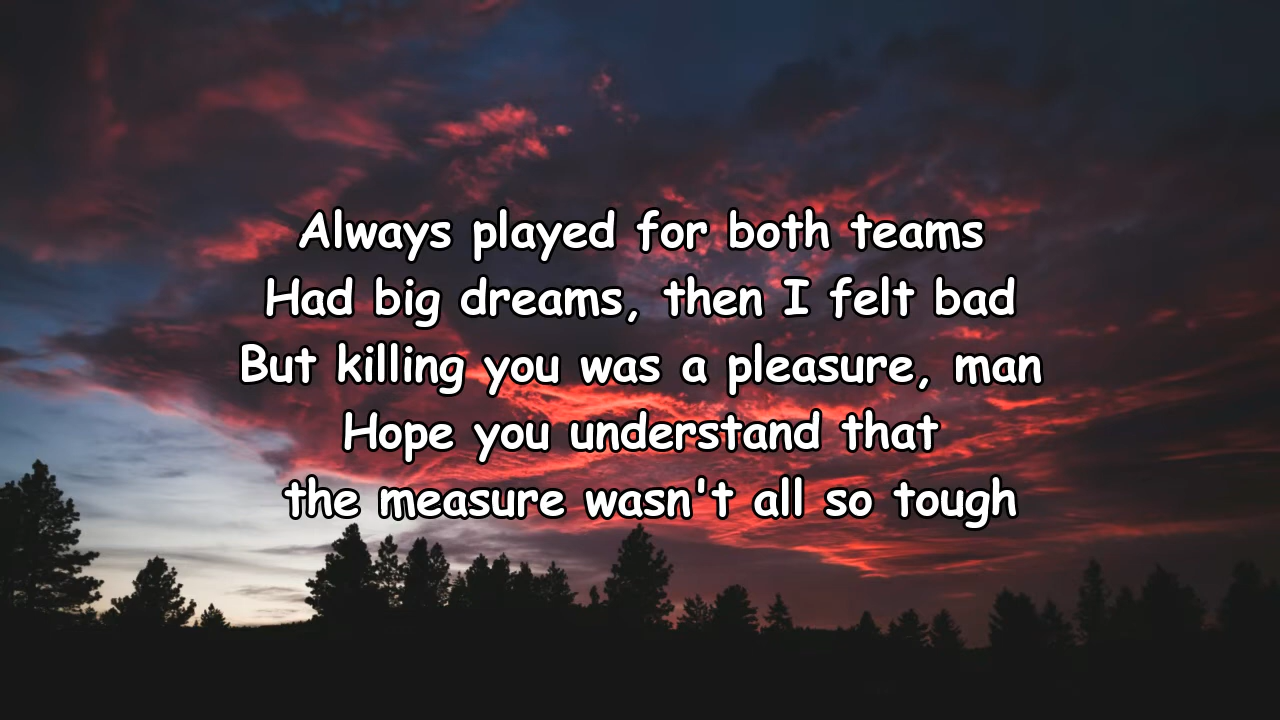 Always played for both teams
Had big dreams, then I felt bad
But killing you was a pleasure, man
Hope you understand that
the measure wasn't all so tough